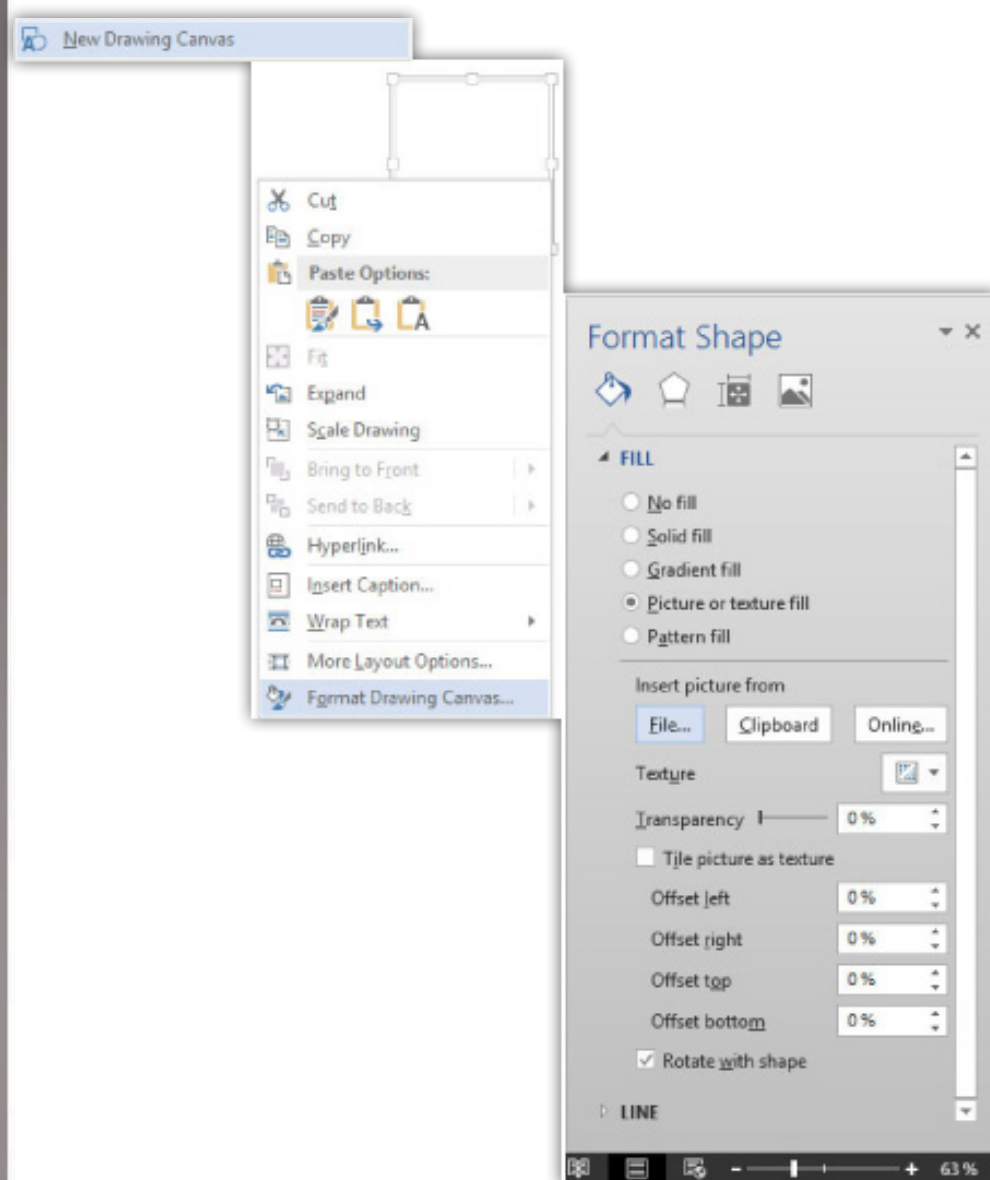 New Drawing Canvas
Cut
Copy
Paste Options:
A
Fit
Expand
Scale Drawing
Bring to Front
Send to Back
Hyperlink...
Insert Caption...
Wrap Text
More Layout Options...
Format Drawing Canvas...
Format Shape
FILL
No fill
Solid fill
Gradient fill
Picture or texture fill
Pattern fill
Insert picture from
File... Clipboard Online...
Texture
Transparency 0 %
Tile picture as texture
Offset left 0 %
Offset right 0 %
Offset top 0 %
Offset bottom 0 %
Rotate with shape
LINE
- + 63 %